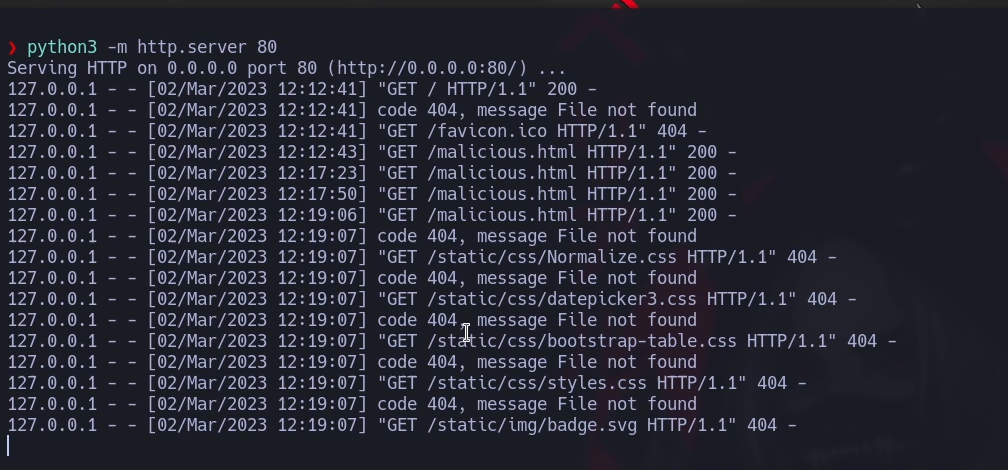 ❯ python3 -m http.server 80
Serving HTTP on 0.0.0.0 port 80 (http://0.0.0.0:80/) ...
127.0.0.1 - - [02/Mar/2023 12:12:41] "GET / HTTP/1.1" 200 -
127.0.0.1 - - [02/Mar/2023 12:12:41] code 404, message File not found
127.0.0.1 - - [02/Mar/2023 12:12:41] "GET /favicon.ico HTTP/1.1" 404 -
127.0.0.1 - - [02/Mar/2023 12:12:43] "GET /malicious.html HTTP/1.1" 200 -
127.0.0.1 - - [02/Mar/2023 12:17:23] "GET /malicious.html HTTP/1.1" 200 -
127.0.0.1 - - [02/Mar/2023 12:17:50] "GET /malicious.html HTTP/1.1" 200 -
127.0.0.1 - - [02/Mar/2023 12:19:06] "GET /malicious.html HTTP/1.1" 200 -
127.0.0.1 - - [02/Mar/2023 12:19:07] code 404, message File not found
127.0.0.1 - - [02/Mar/2023 12:19:07] "GET /static/css/Normalize.css HTTP/1.1" 404 -
127.0.0.1 - - [02/Mar/2023 12:19:07] code 404, message File not found
127.0.0.1 - - [02/Mar/2023 12:19:07] "GET /static/css/datepicker3.css HTTP/1.1" 404 -
127.0.0.1 - - [02/Mar/2023 12:19:07] code 404, message File not found
127.0.0.1 - - [02/Mar/2023 12:19:07] "GET /static/css/bootstrap-table.css HTTP/1.1" 404 -
127.0.0.1 - - [02/Mar/2023 12:19:07] code 404, message File not found
127.0.0.1 - - [02/Mar/2023 12:19:07] "GET /static/css/styles.css HTTP/1.1" 404 -
127.0.0.1 - - [02/Mar/2023 12:19:07] code 404, message File not found
127.0.0.1 - - [02/Mar/2023 12:19:07] "GET /static/img/badge.svg HTTP/1.1" 404 -